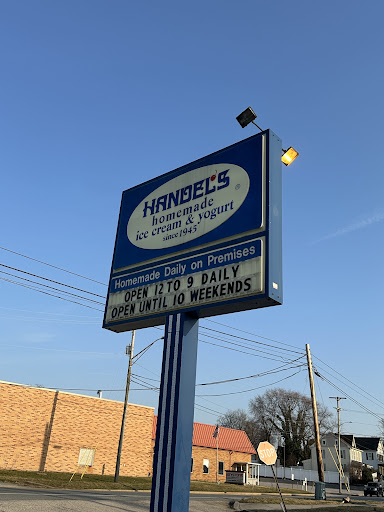 HANDEL'S ®
homemade
ice cream & yogurt
since 1945
Homemade Daily on Premises
OPEN 12 TO 9 DAILY
OPEN UNTIL 10 WEEKENDS